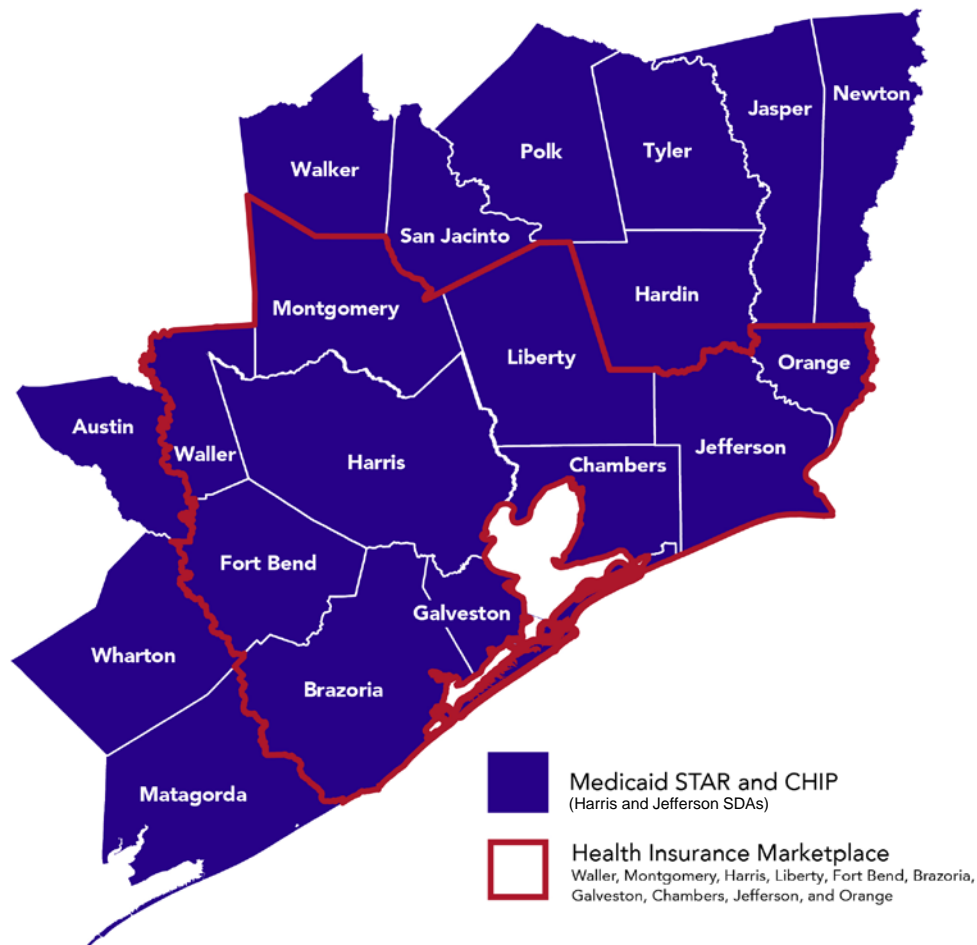 Newton
Jasper
Polk
Tyler
Walker
San Jacinto
Hardin
Montgomery
Liberty
Orange
Austin
Waller
Harris
Jefferson
Chambers
Fort Bend
Galveston
Wharton
Brazoria
Matagorda
Medicaid STAR and CHIP
(Harris and Jefferson SDAs)
Health Insurance Marketplace
Waller, Montgomery, Harris, Liberty, Fort Bend, Brazoria,
Galveston, Chambers, Jefferson, and Orange